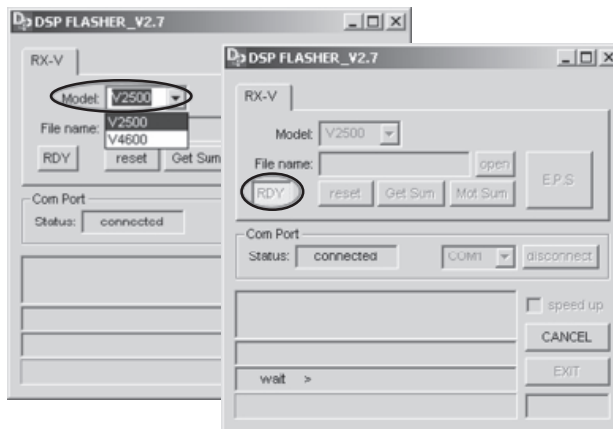 DSP FLASHER_V2.7
RX-V
Model: V2500
V2500
V4600
File name:
RDY reset Get Sum
Com Port
Status: connected
DSP FLASHER_V2.7
RX-V
Model: V2500
File name: open
RDY reset Get Sum Mot Sum E.P.S
Com Port
Status: connected COM1 disconnect
speed up
CANCEL
wait > EXIT